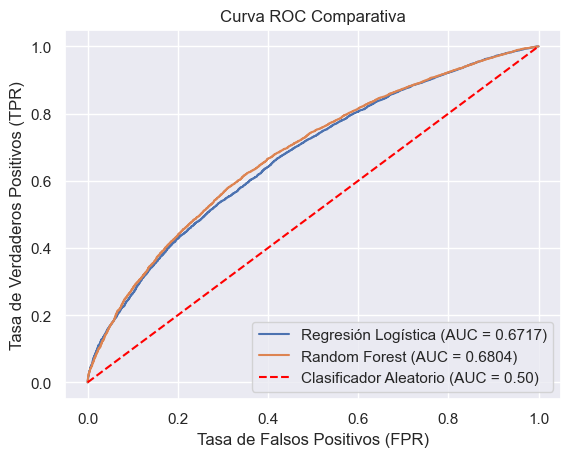 Curva ROC Comparativa
Tasa de Verdaderos Positivos (TPR)
1.0
0.8
0.6
0.4
0.2
0.0
Regresión Logística (AUC = 0.6717)
Random Forest (AUC = 0.6804)
Clasificador Aleatorio (AUC = 0.50)
0.0 0.2 0.4 0.6 0.8 1.0
Tasa de Falsos Positivos (FPR)